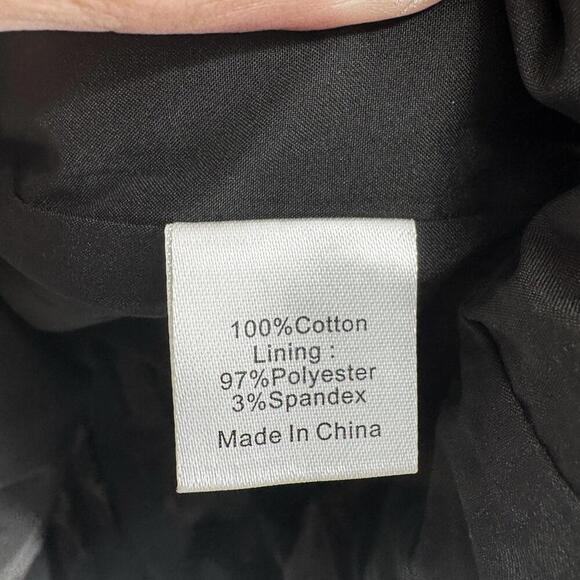 100%Cotton
Lining :
97%Polyester
3%Spandex
Made In China